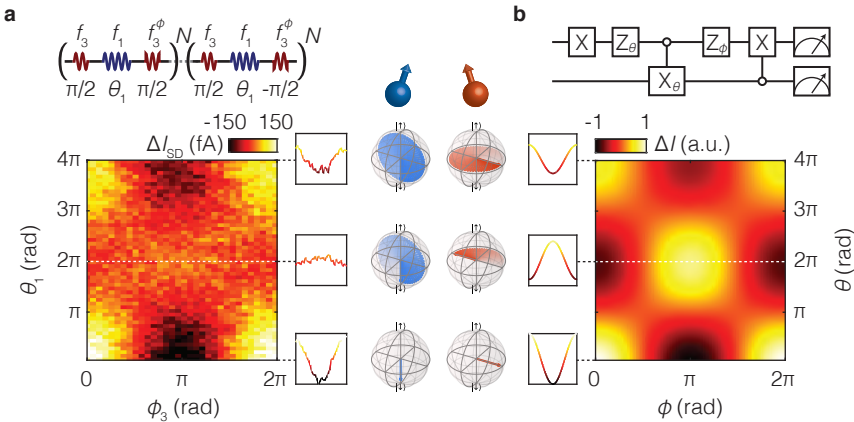 a
( f₃ f₁ f₃^ϕ )^N ( f₃ f₁ f₃^ϕ )^N
π/2 θ₁ π/2 π/2 θ₁ -π/2
-150 150
ΔI_SD (fA)
4π
3π
2π
π
θ₁ (rad)
0 π 2π
ϕ₃ (rad)
|↑⟩ |↑⟩
|↓⟩ |↓⟩
|↑⟩ |↑⟩
|↓⟩ |↓⟩
|↑⟩ |↑⟩
|↓⟩ |↓⟩
b
X Z_θ Z_ϕ X
X_θ
-1 1
ΔI (a.u.)
4π
3π
2π
π
θ (rad)
0 π 2π
ϕ (rad)